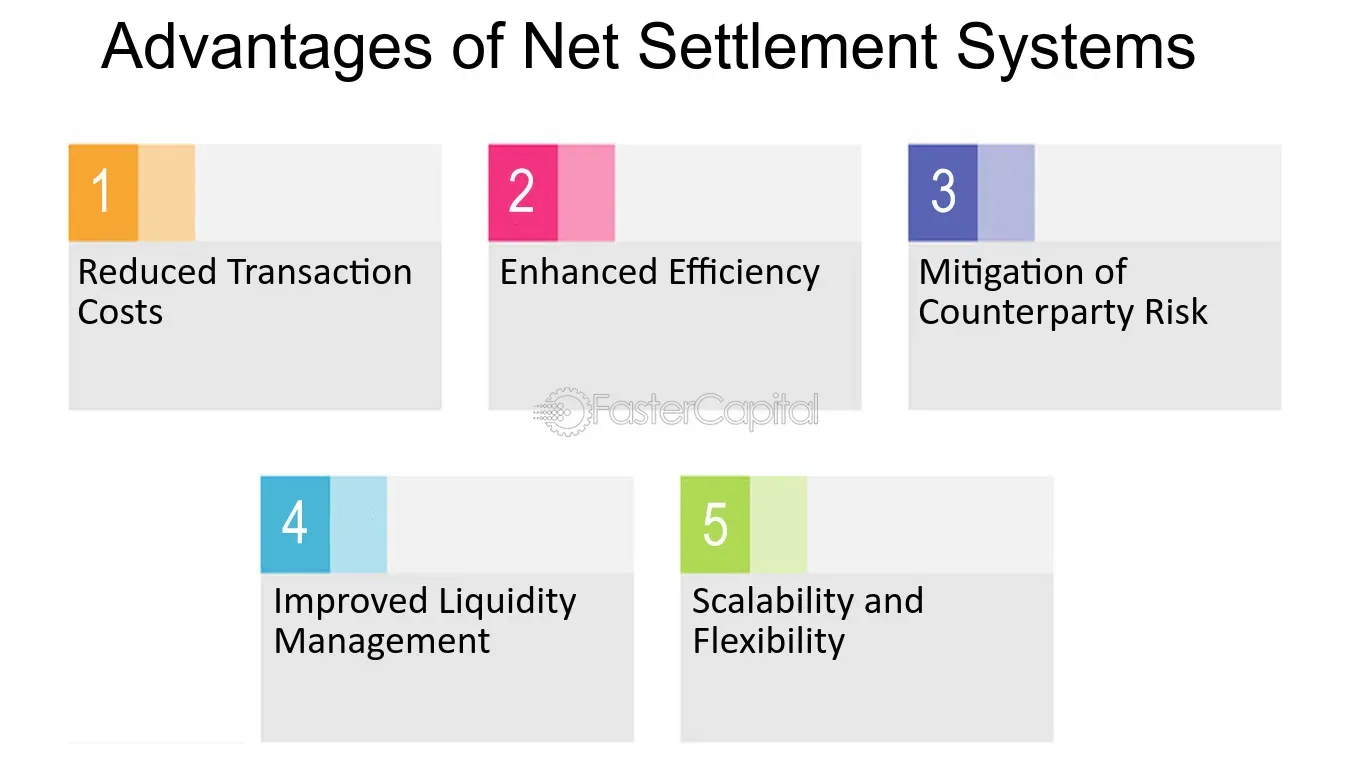 Advantages of Net Settlement Systems
1
Reduced Transaction
Costs
2
Enhanced Efficiency
3
Mitigation of
Counterparty Risk
FasterCapital
4
Improved Liquidity
Management
5
Scalability and
Flexibility